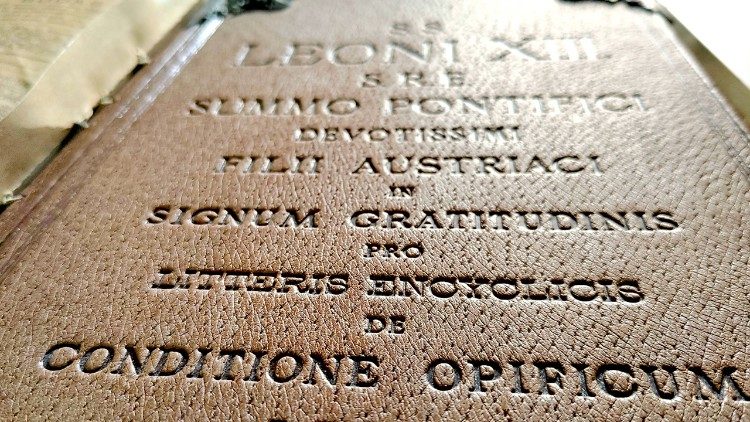 S S
LEONI XIII.
S R E
SUMMO PONTIFICI
DEVOTISSIMI
FILII AUSTRIACI
IN
SIGNUM GRATITUDINIS
PRO
LITTERIS ENCYCLICIS
DE
CONDITIONE OPIFICUM